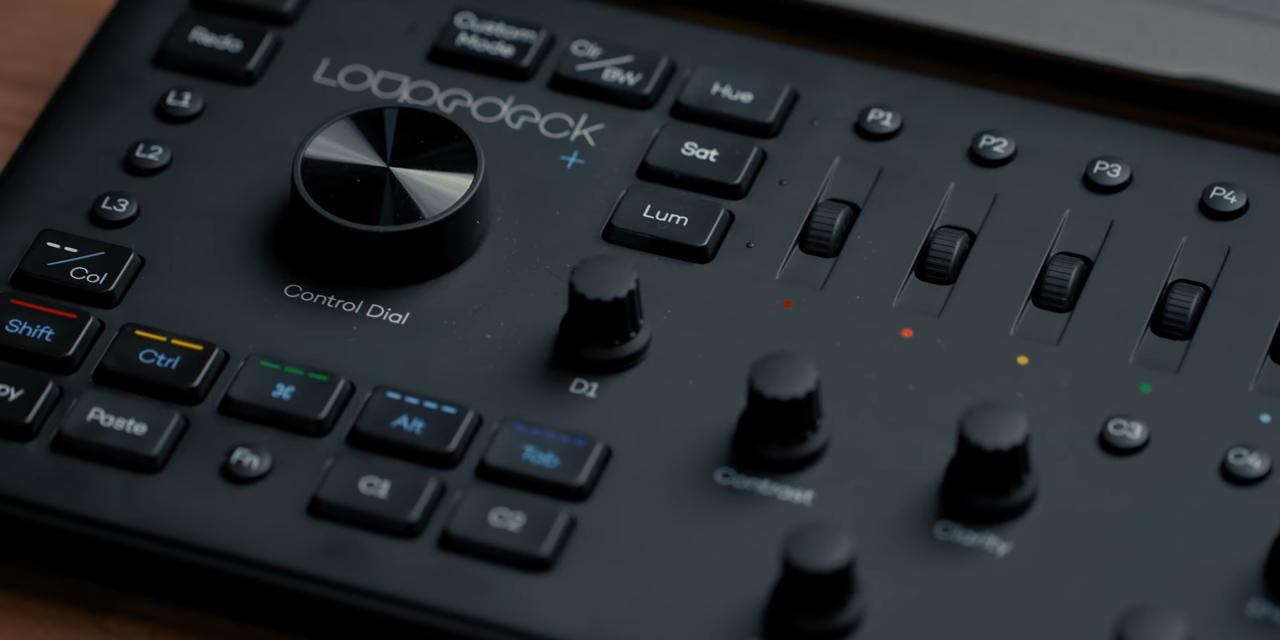 Redo
Custom
Mode
Clr/BW
Hue
Loupedeck
+
Sat
Lum
L1
L2
L3
P1
P2
P3
P4
Col
Control Dial
Shift
Ctrl
⌘
Alt
Tab
Paste
Fn
C1
C2
D1
Contrast
Clarity
C3
C4